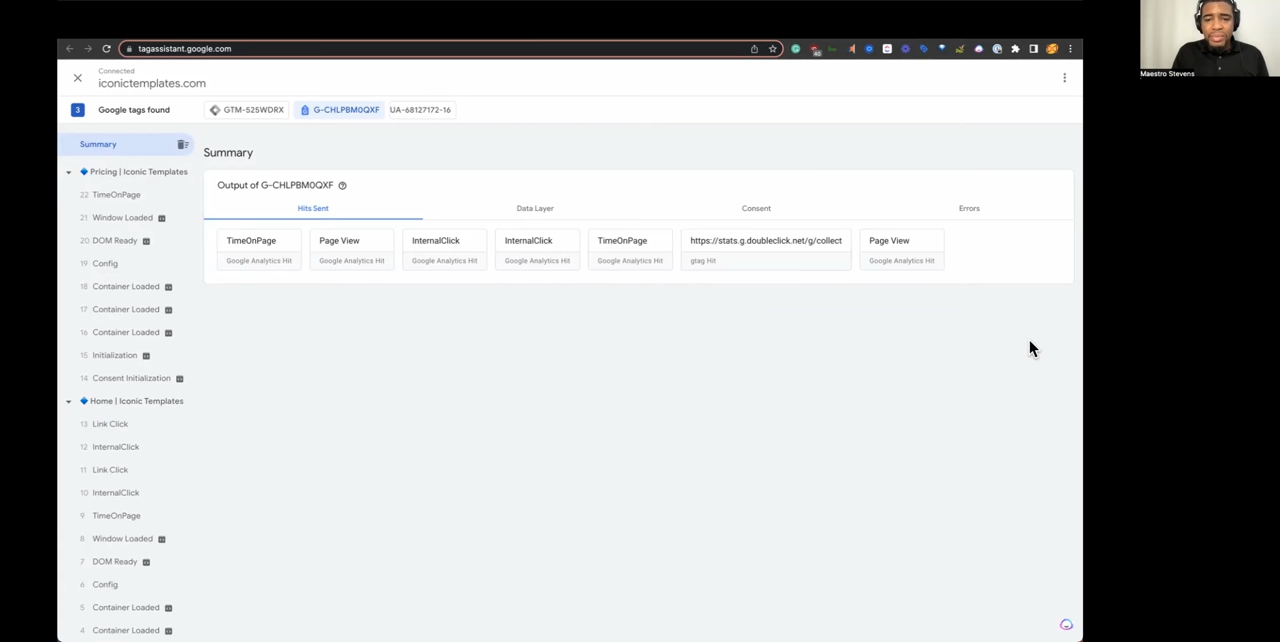 tagassistant.google.com
Maestro Stevens
Connected
iconictemplates.com
3 Google tags found GTM-525WDRX G-CHLPBM0QXF UA-68127172-16
Summary
Pricing | Iconic Templates
22 TimeOnPage
21 Window Loaded
20 DOM Ready
19 Config
18 Container Loaded
17 Container Loaded
16 Container Loaded
15 Initialization
14 Consent Initialization
Home | Iconic Templates
13 Link Click
12 InternalClick
11 Link Click
10 InternalClick
9 TimeOnPage
8 Window Loaded
7 DOM Ready
6 Config
5 Container Loaded
4 Container Loaded
Summary
Output of G-CHLPBM0QXF
Hits Sent Data Layer Consent Errors
TimeOnPage Page View InternalClick InternalClick TimeOnPage https://stats.g.doubleclick.net/g/collect Page View
Google Analytics Hit Google Analytics Hit Google Analytics Hit Google Analytics Hit Google Analytics Hit gtag Hit Google Analytics Hit